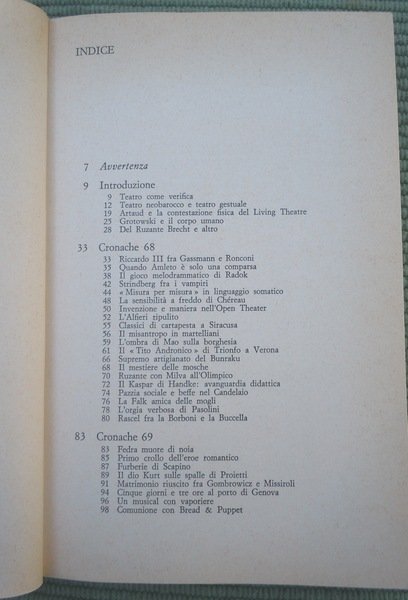 INDICE
7 Avvertenza
9 Introduzione
9 Teatro come verifica
12 Teatro neobarocco e teatro gestuale
19 Artaud e la contestazione fisica del Living Theatre
25 Grotowski e il corpo umano
28 Del Ruzante Brecht e altro
33 Cronache 68
33 Riccardo III fra Gassmann e Ronconi
35 Quando Amleto è solo una comparsa
38 Il gioco melodrammatico di Radok
42 Strindberg fra i vampiri
44 « Misura per misura » in linguaggio somatico
48 La sensibilità a freddo di Chéreau
50 Invenzione e maniera nell'Open Theater
52 L'Alfieri ripulito
55 Classici di cartapesta a Siracusa
56 Il misantropo in martelliani
59 L'ombra di Mao sulla borghesia
61 Il « Tito Andronico » di Trionfo a Verona
66 Supremo artigianato del Bunraku
68 Il mestiere delle mosche
70 Ruzante con Milva all'Olimpico
72 Il Kaspar di Handke: avanguardia didattica
74 Pazzia sociale e beffe nel Candelaio
76 La Falk amica delle mogli
78 L'orgia verbosa di Pasolini
80 Rascel fra la Borboni e la Buccella
83 Cronache 69
83 Fedra muore di noia
85 Primo crollo dell'eroe romantico
87 Furberie di Scapino
89 Il dio Kurt sulle spalle di Proietti
91 Matrimonio riuscito fra Gombrowicz e Missiroli
94 Cinque giorni e tre ore al porto di Genova
96 Un musical con vaporiere
98 Comunione con Bread & Puppet